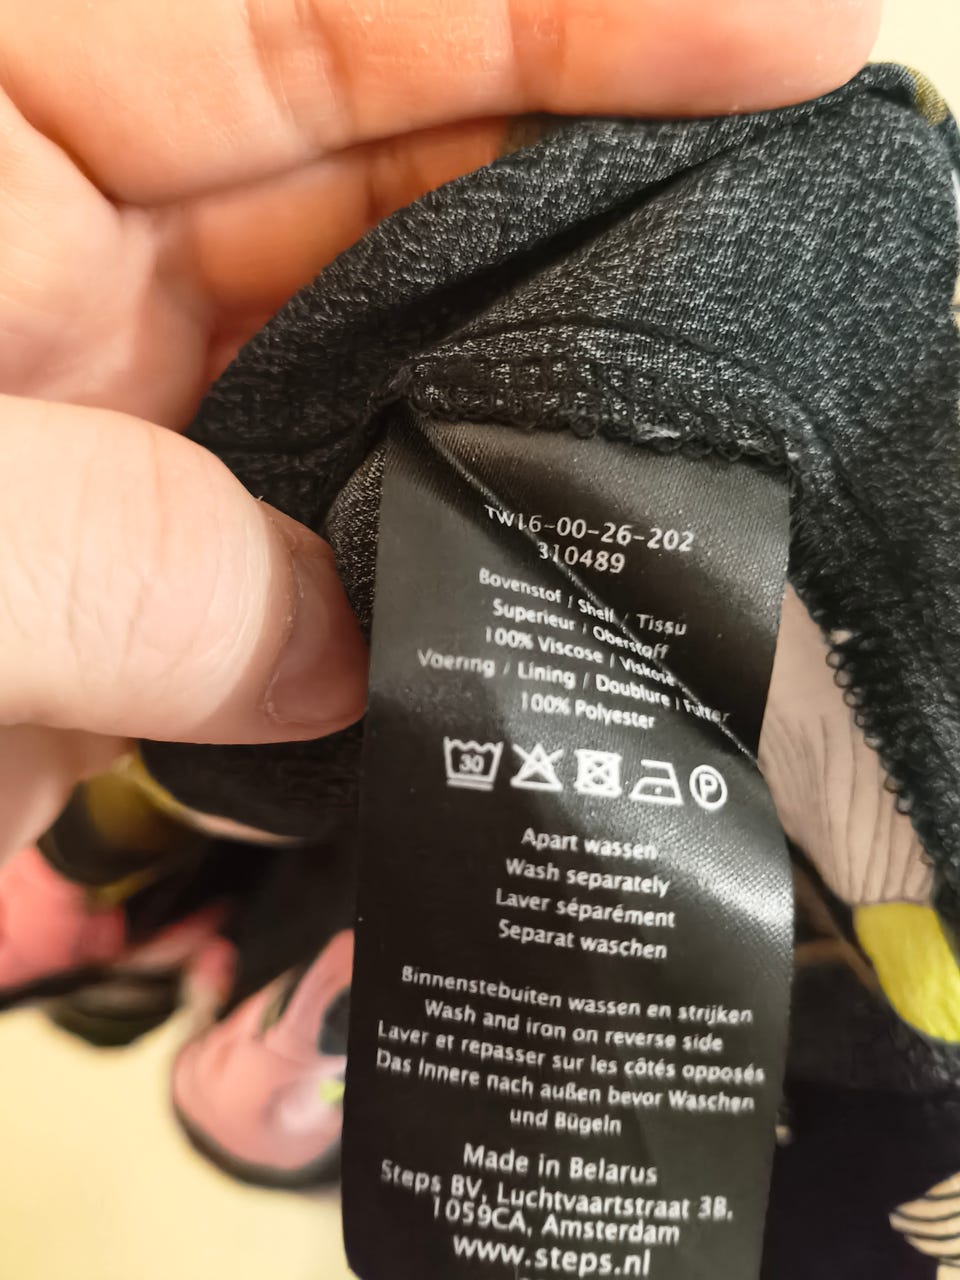 TW16-00-26-202
310489
Bovenstof / Shell / Tissu
Superieur / Oberstoff
100% Viscose / Viskose
Voering / Lining / Doublure / Futter
100% Polyester
30
P
Apart wassen
Wash separately
Laver séparément
Separat waschen
Binnenstebuiten wassen en strijken
Wash and iron on reverse side
Laver et repasser sur les côtés opposés
Das Innere nach außen bevor Waschen
und Bügeln
Made in Belarus
Steps BV, Luchtvaartstraat 3B,
1059CA, Amsterdam
www.steps.nl